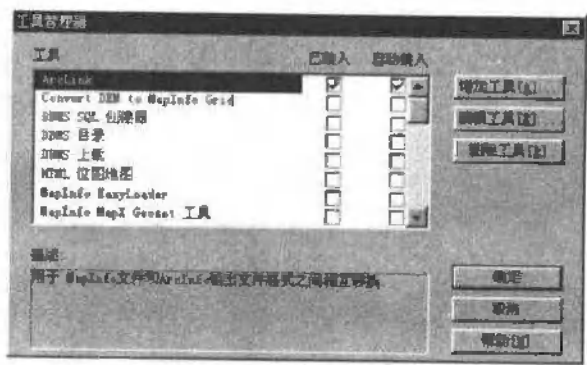 工具管理器
工具 已装入 自动装入
ArcLink
Convert DEM to MapInfo Grid
DBMS SQL 创建器
DBMS 目录
DBMS 上载
HTML 位图地图
MapInfo EasyLoader
MapInfo MapX Geoset 工具
增加工具(A)
编辑工具(E)
删除工具(R)
描述:
用于 MapInfo文件和ArcInfo输出文件格式之间相互转换
确定
取消
帮助(H)